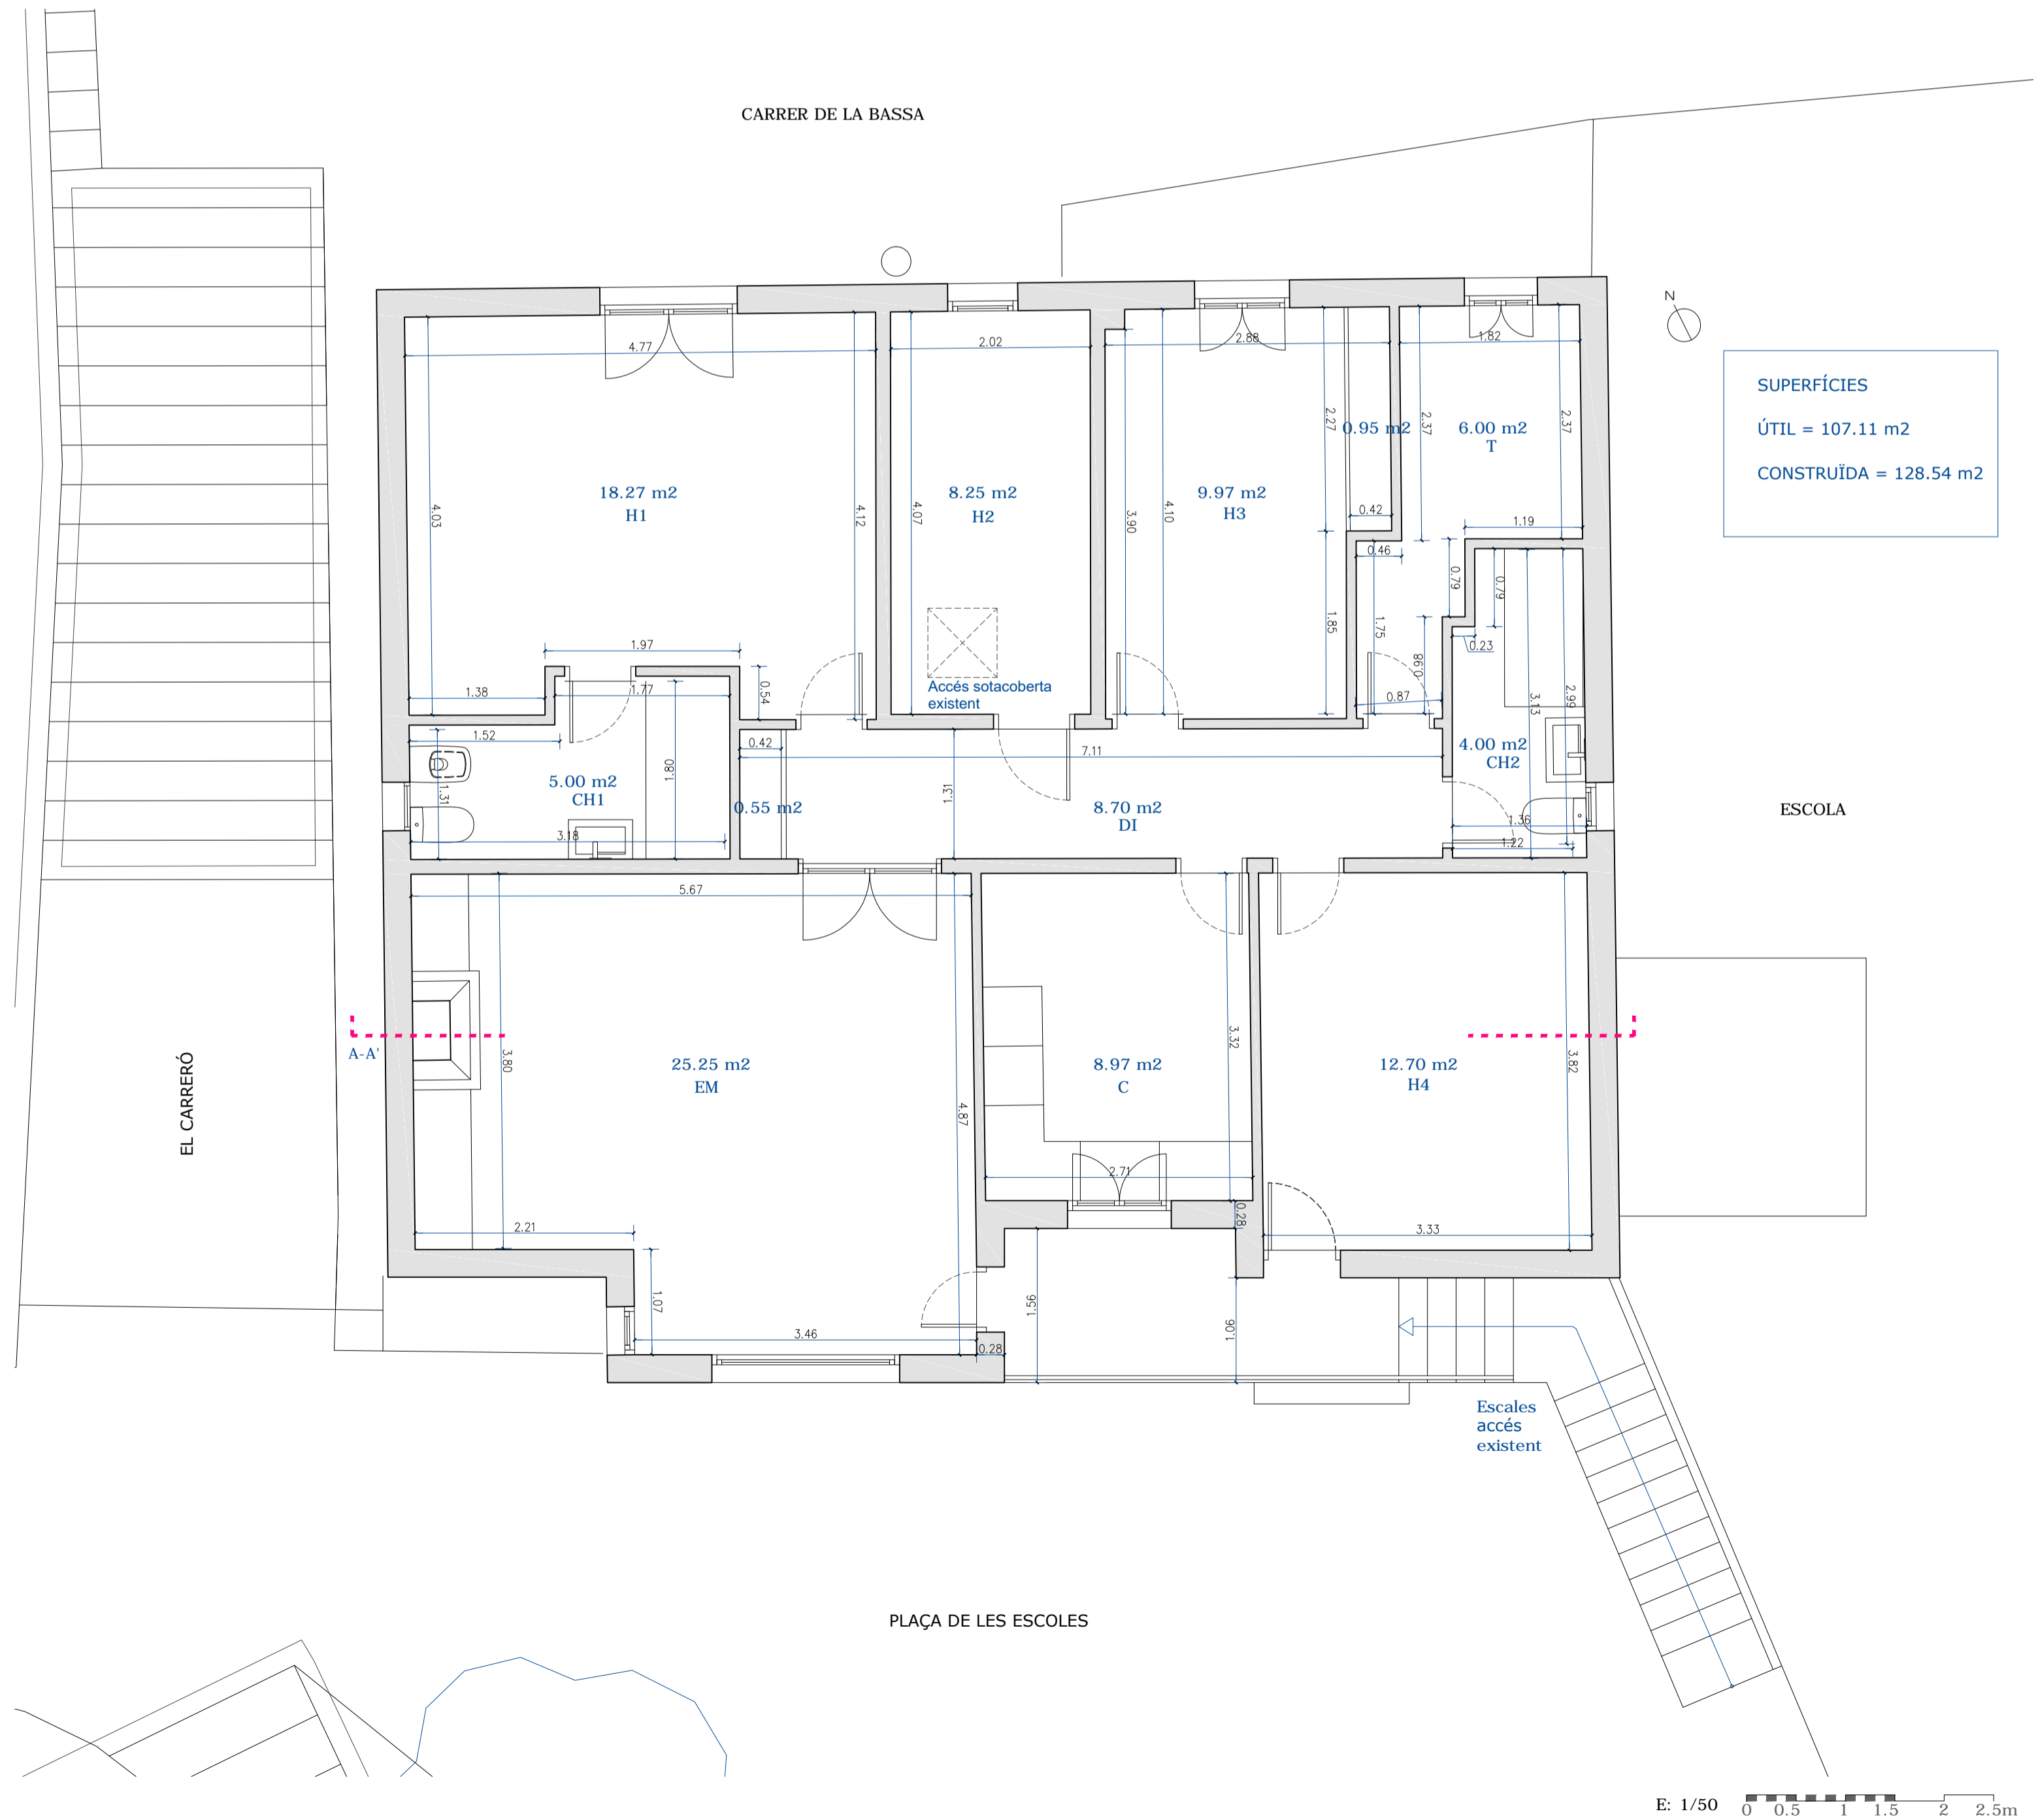 CARRER DE LA BASSA
N
SUPERFÍCIES
ÚTIL = 107.11 m2
CONSTRUÏDA = 128.54 m2
4.77
2.02
2.88
1.82
4.03
4.12
4.07
3.90
4.10
2.27
2.37
2.37
18.27 m2
H1
8.25 m2
H2
9.97 m2
H3
0.95 m2
6.00 m2
T
0.42
0.46
1.19
0.79
0.79
1.85
1.75
0.98
0.23
0.87
3.13
2.99
1.97
1.38
1.77
0.54
Accés sotacoberta
existent
1.52
1.31
1.80
5.00 m2
CH1
3.18
0.42
0.55 m2
7.11
1.31
8.70 m2
DI
4.00 m2
CH2
1.36
1.22
ESCOLA
5.67
3.80
25.25 m2
EM
4.87
3.32
8.97 m2
C
12.70 m2
H4
3.82
A-A'
EL CARRERÓ
2.71
0.28
2.21
3.33
1.07
3.46
0.28
1.56
1.06
Escales
accés
existent
PLAÇA DE LES ESCOLES
E: 1/50
0 0.5 1 1.5 2 2.5m